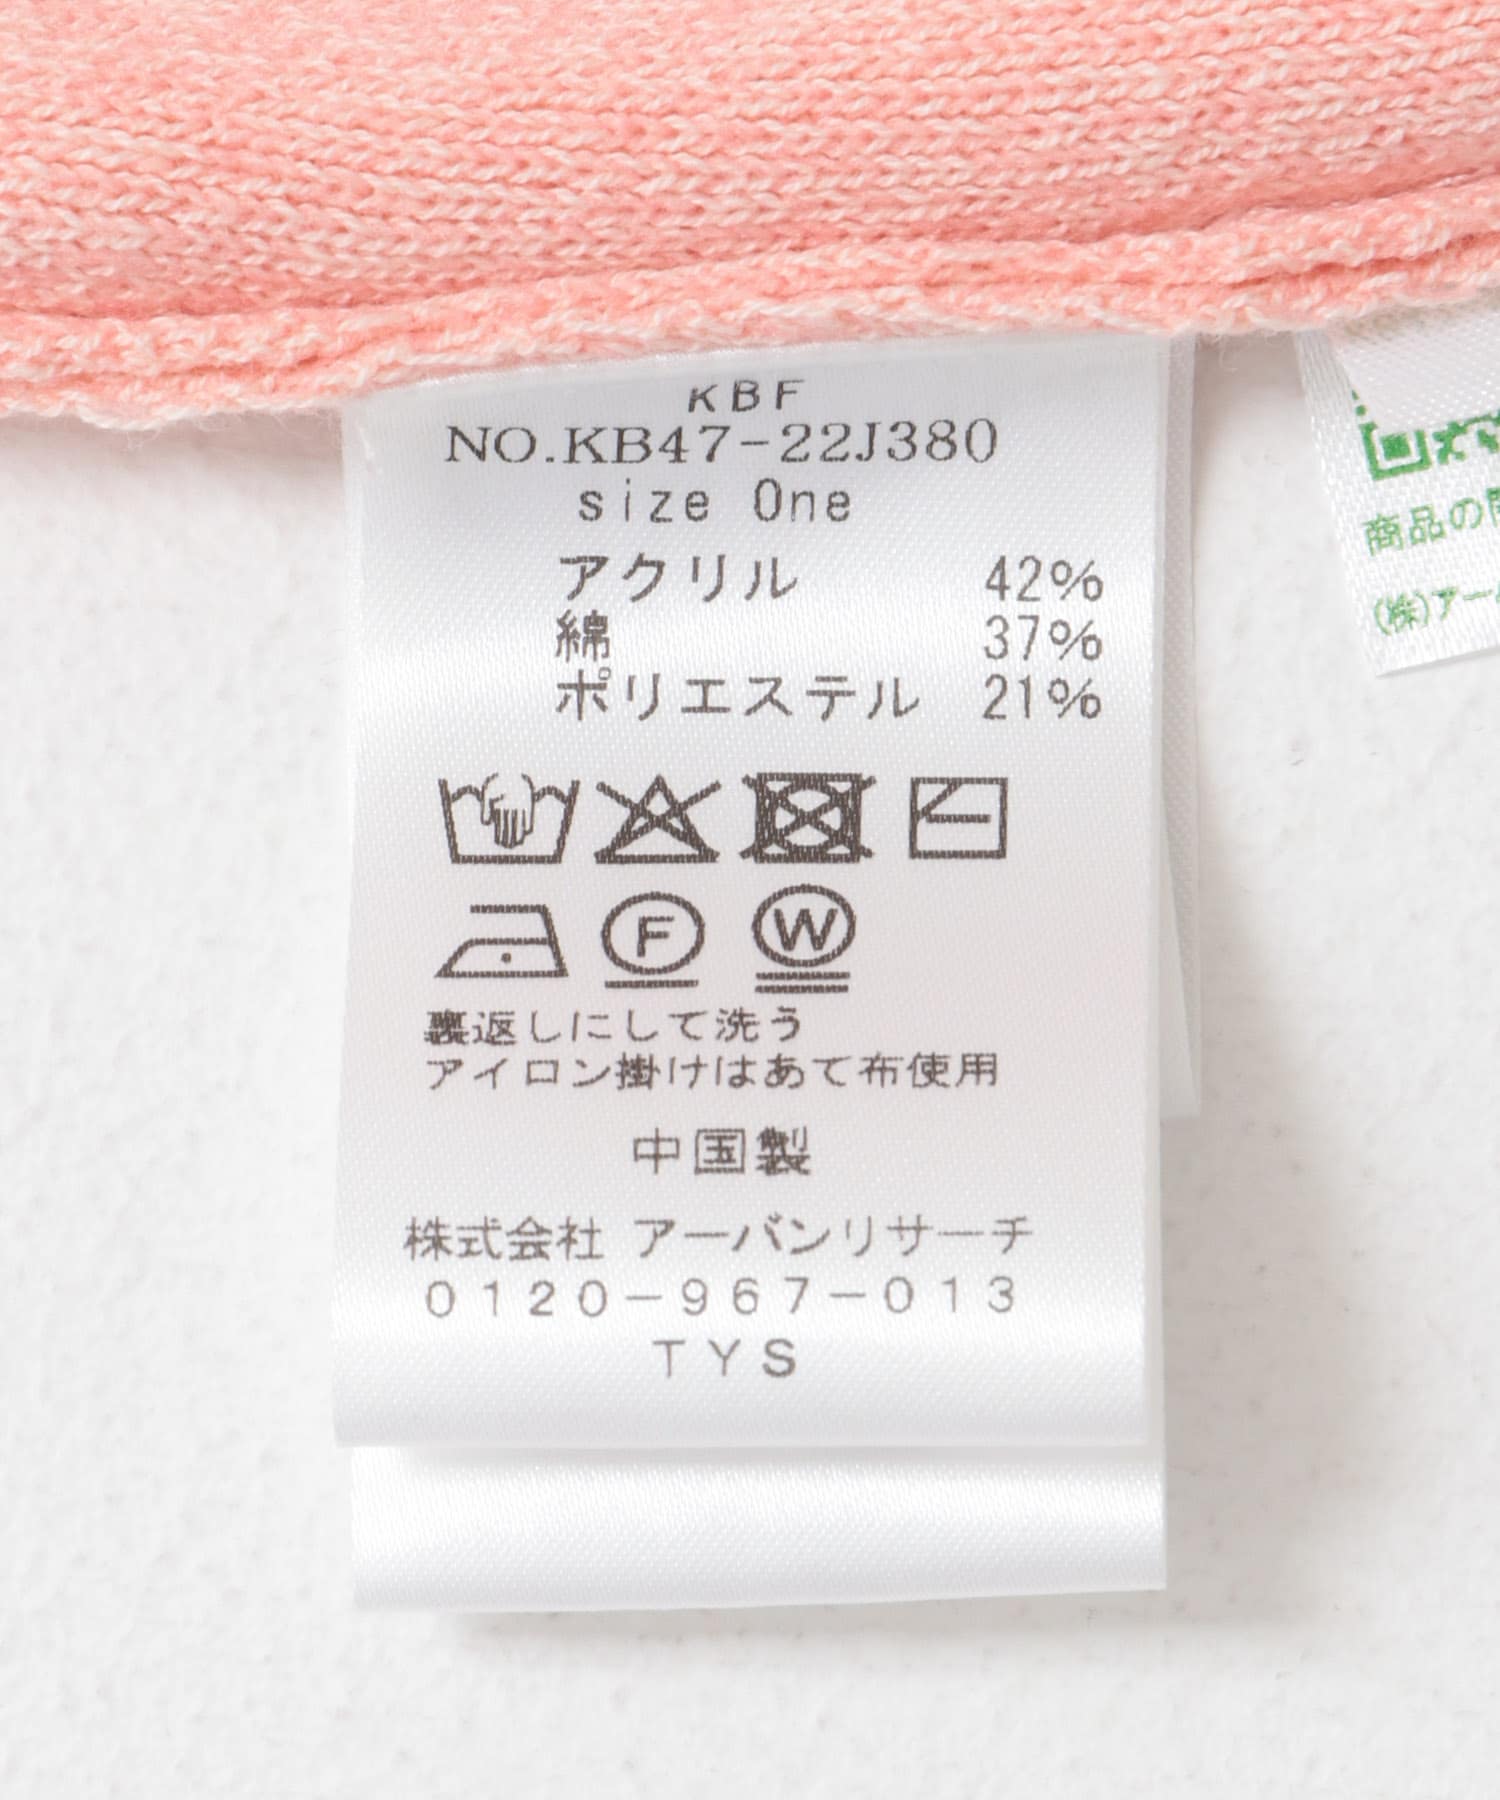 KBF
NO.KB47-22J380
size One
アクリル 42%
綿 37%
ポリエステル 21%
F W
裏返しにして洗う
アイロン掛けはあて布使用
中国製
株式会社 アーバンリサーチ
0120-967-013
TYS
商品の
(株)アー